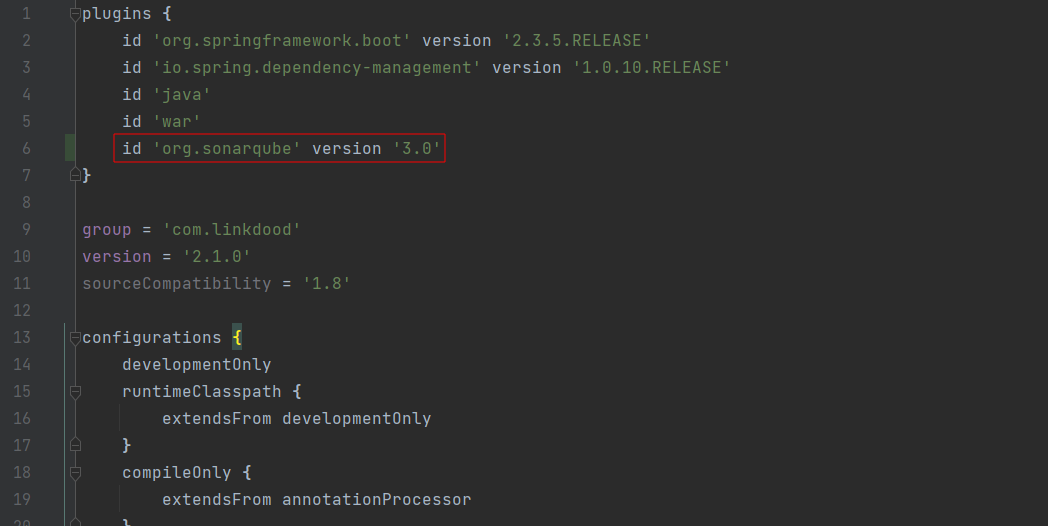 1 plugins {
2 id 'org.springframework.boot' version '2.3.5.RELEASE'
3 id 'io.spring.dependency-management' version '1.0.10.RELEASE'
4 id 'java'
5 id 'war'
6 id 'org.sonarqube' version '3.0'
7 }
8
9 group = 'com.linkdood'
10 version = '2.1.0'
11 sourceCompatibility = '1.8'
12
13 configurations {
14 developmentOnly
15 runtimeClasspath {
16 extendsFrom developmentOnly
17 }
18 compileOnly {
19 extendsFrom annotationProcessor
20 }